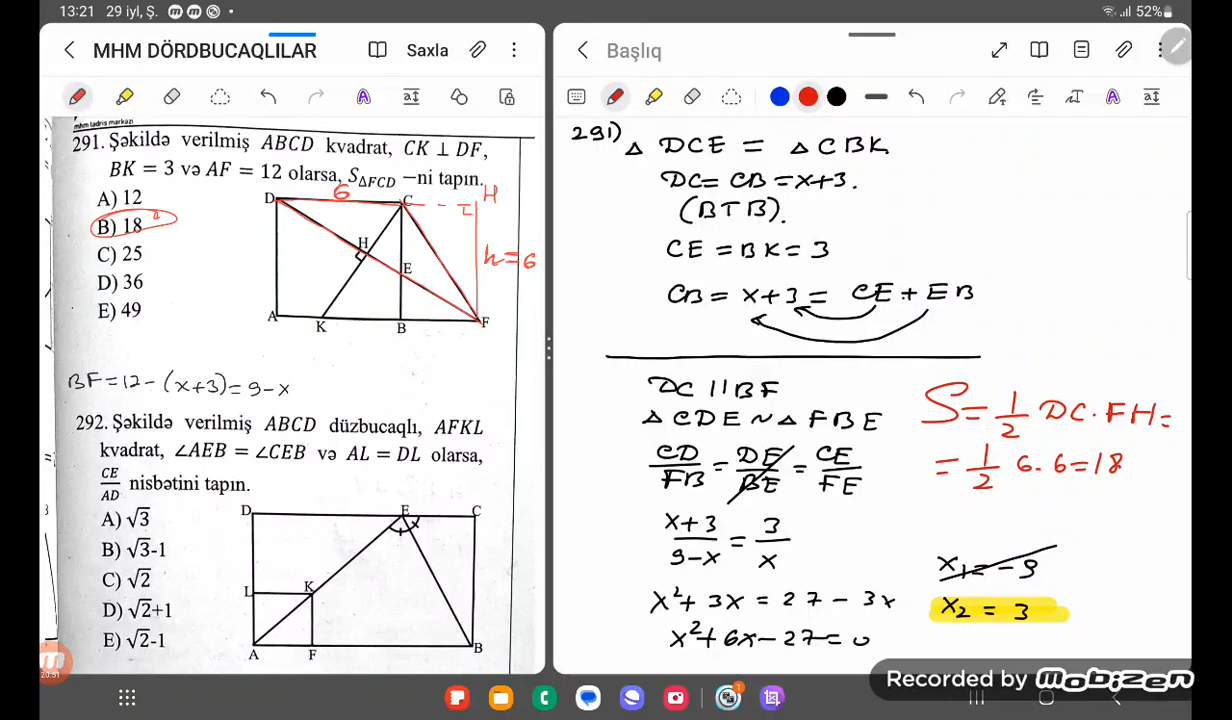 13:21 29 iyl, Ş. 52%
MHM DÖRDBUCAQLILAR Saxla
mhm tədris mərkəzi
291. Şəkildə verilmiş ABCD kvadrat, CK ⊥ DF,
BK = 3 və AF = 12 olarsa, S△FCD –ni tapın.
A) 12
B) 18
C) 25
D) 36
E) 49
D 6 C H
H h=6
E
A K B F
BF=12-(x+3)=9-x
292. Şəkildə verilmiş ABCD düzbucaqlı, AFKL
kvadrat, ∠AEB = ∠CEB və AL = DL olarsa,
CE/AD nisbətini tapın.
A) √3
B) √3-1
C) √2
D) √2+1
E) √2-1
D E C
L K
A F B
20:51
Başlıq
291) △ DCE = △ CBK
DC = CB = x+3.
(BTB).
CE = BK = 3
CB = x+3 = CE + EB
DC || BF
△ CDE ~ △ FBE
CD/FB = DE/BE = CE/FE
x+3/9-x = 3/x
x²+ 3x = 27 - 3x
x²+6x-27=0
S= 1/2 DC. FH=
= 1/2 6. 6 = 18
x₁ = -9
x₂ = 3
Recorded by mobizen